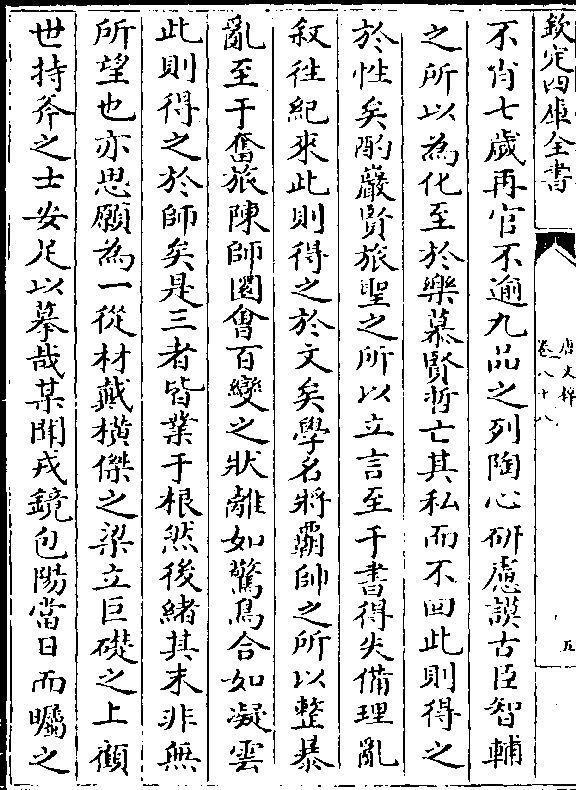 欽定四庫全書
唐文粹
卷八十八
五
不肖七歲再官不逾九品之列陶心研慮謨古臣智輔
之所以為化至於樂慕賢哲亡其私而不回此則得之
於性矣酌嚴賢旅聖之所以立言至于書得失備理亂
叙往紀來此則得之於文矣學名將霸帥之所以整暴
亂至于奮旅陳師圜會百變之狀離如驚鳥合如凝雲
此則得之於師矣是三者皆業于根然後緒其末非無
所望也亦思願為一從材戴橫傑之梁立巨礎之上顧
世持斧之士安足以摹哉某聞戎鏡包陽當日而矚之